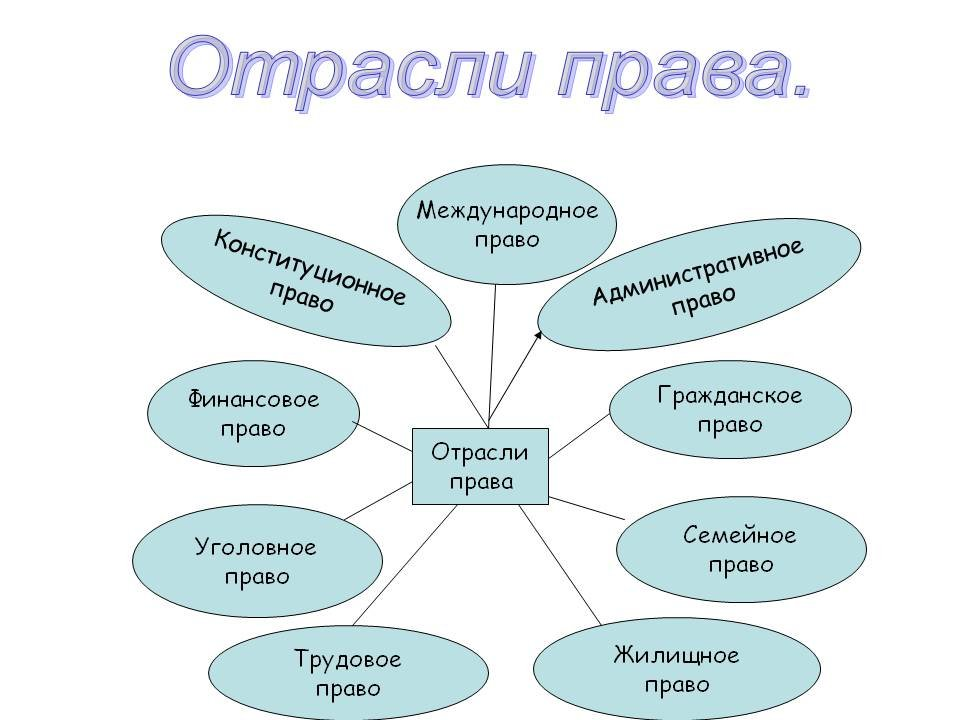 Отрасли права.
Международное
право
Конституционное
право
Административное
право
Финансовое
право
Гражданское
право
Отрасли
права
Уголовное
право
Семейное
право
Трудовое
право
Жилищное
право